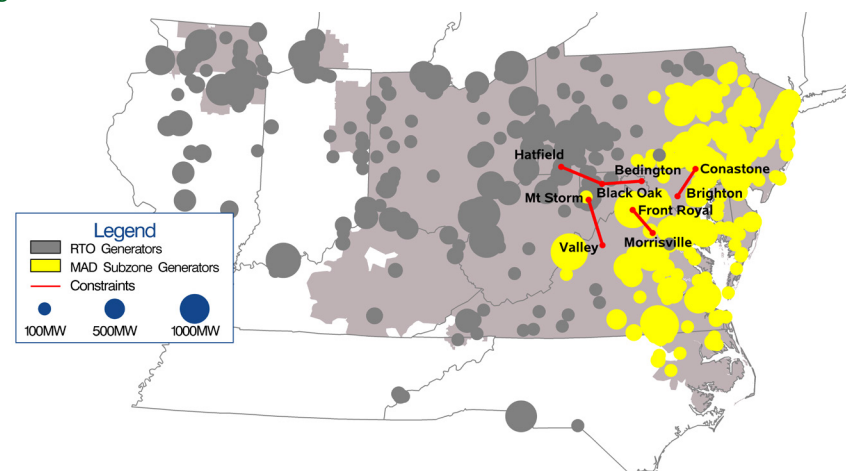 Hatfield
Bedington
Conastone
Mt Storm
Black Oak
Brighton
Front Royal
Valley
Morrisville
Legend
RTO Generators
MAD Subzone Generators
Constraints
100MW 500MW 1000MW